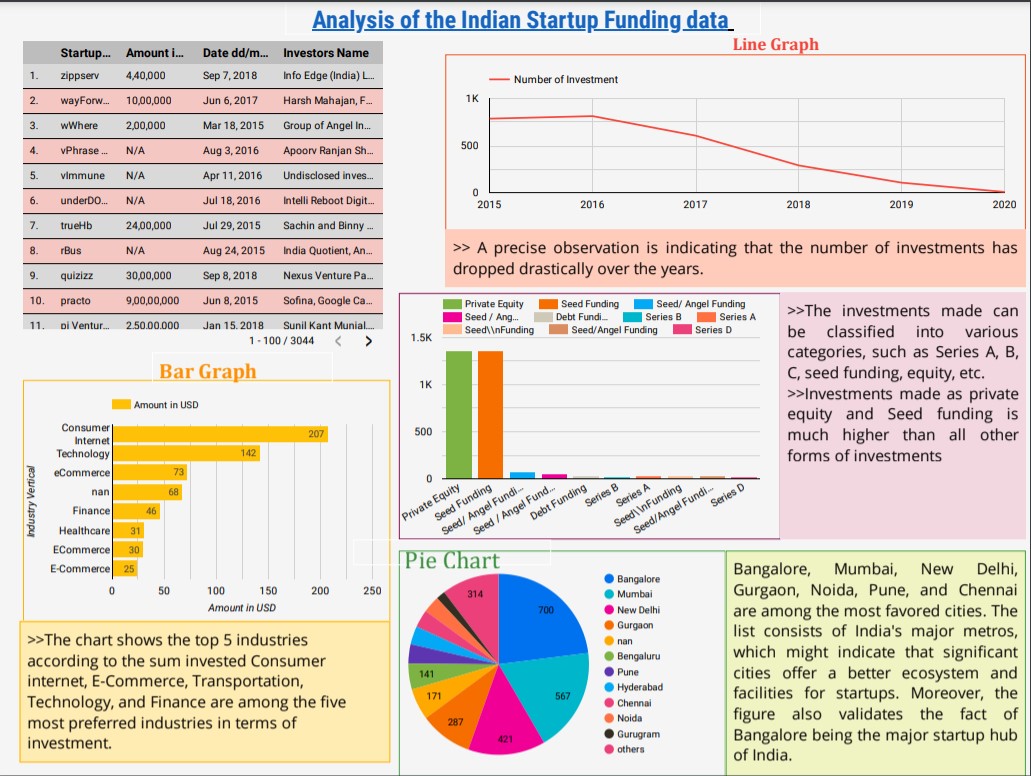 Analysis of the Indian Startup Funding data
Startup... Amount i... Date dd/m... Investors Name
1. zippserv 4,40,000 Sep 7, 2018 Info Edge (India) L...
2. wayForw... 10,00,000 Jun 6, 2017 Harsh Mahajan, F...
3. wWhere 2,00,000 Mar 18, 2015 Group of Angel In...
4. vPhrase ... N/A Aug 3, 2016 Apoorv Ranjan Sh...
5. vImmune N/A Apr 11, 2016 Undisclosed inves...
6. underDO... N/A Jul 18, 2016 Intelli Reboot Digit...
7. trueHb 24,00,000 Jul 29, 2015 Sachin and Binny ...
8. rBus N/A Aug 24, 2015 India Quotient, An...
9. quizizz 30,00,000 Sep 8, 2018 Nexus Venture Pa...
10. practo 9,00,00,000 Jun 8, 2015 Sofina, Google Ca...
11. pi Ventur... 2,50,00,000 Jan 15, 2018 Sunil Kant Munjal,...
1 - 100 / 3044 < >
Line Graph
Number of Investment
1K
500
0
2015 2016 2017 2018 2019 2020
>> A precise observation is indicating that the number of investments has
dropped drastically over the years.
Private Equity Seed Funding Seed/ Angel Funding
Seed / Ang... Debt Fundi... Series B Series A
Seed\\nFunding Seed/Angel Funding Series D
1.5K
1K
500
0
Private Equity
Seed Funding
Seed/ Angel Fundi...
Seed / Angel Fund...
Debt Funding
Series B
Series A
Seed\\nFunding
Seed/Angel Fundi...
Series D
>>The investments made can
be classified into various
categories, such as Series A, B,
C, seed funding, equity, etc.
>>Investments made as private
equity and Seed funding is
much higher than all other
forms of investments
Bar Graph
Amount in USD
Industry Vertical
Consumer
Internet 207
Technology 142
eCommerce 73
nan 68
Finance 46
Healthcare 31
ECommerce 30
E-Commerce 25
0 50 100 150 200 250
Amount in USD
>>The chart shows the top 5 industries
according to the sum invested Consumer
internet, E-Commerce, Transportation,
Technology, and Finance are among the five
most preferred industries in terms of
investment.
Pie Chart
314
700
567
421
287
171
141
Bangalore
Mumbai
New Delhi
Gurgaon
nan
Bengaluru
Pune
Hyderabad
Chennai
Noida
Gurugram
others
Bangalore, Mumbai, New Delhi,
Gurgaon, Noida, Pune, and Chennai
are among the most favored cities. The
list consists of India's major metros,
which might indicate that significant
cities offer a better ecosystem and
facilities for startups. Moreover, the
figure also validates the fact of
Bangalore being the major startup hub
of India.